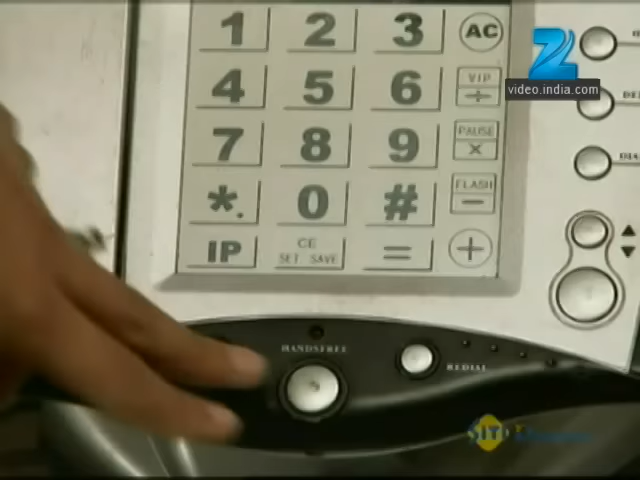 1 2 3 AC
4 5 6 VIP ÷
7 8 9 PAUSE ×
*. 0 # FLASH −
IP CE SET SAVE = +
HANDSFREE
REDIAL
Z
video.india.com
SITI